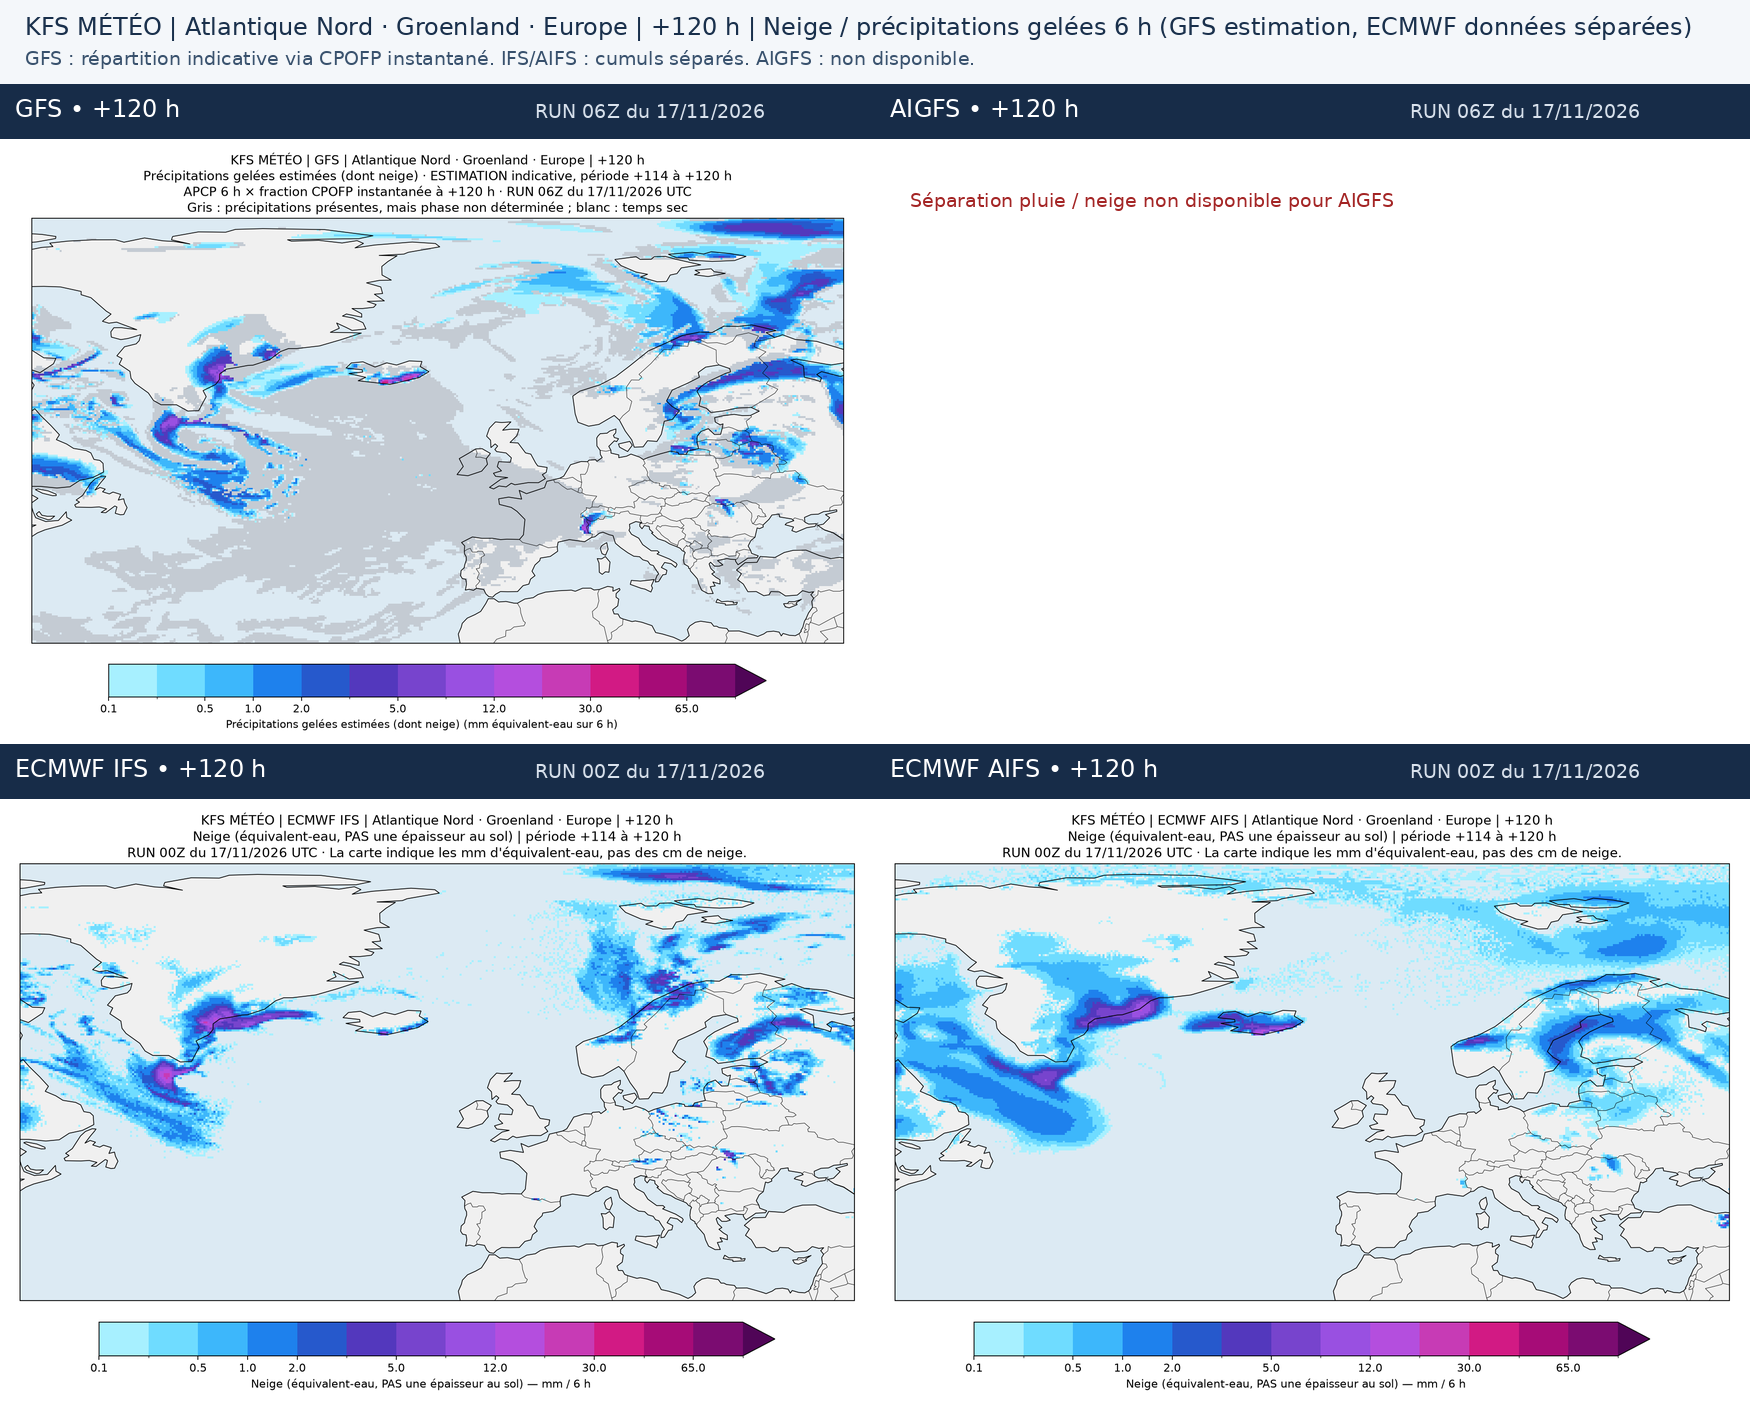 KFS MÉTÉO | Atlantique Nord · Groenland · Europe | +120 h | Neige / précipitations gelées 6 h (GFS estimation, ECMWF données séparées)
GFS : répartition indicative via CPOFP instantané. IFS/AIFS : cumuls séparés. AIGFS : non disponible.
GFS • +120 h
RUN 06Z du 17/11/2026
AIGFS • +120 h
RUN 06Z du 17/11/2026
KFS MÉTÉO | GFS | Atlantique Nord · Groenland · Europe | +120 h
Précipitations gelées estimées (dont neige) · ESTIMATION indicative, période +114 à +120 h
APCP 6 h × fraction CPOFP instantanée à +120 h · RUN 06Z du 17/11/2026 UTC
Gris : précipitations présentes, mais phase non déterminée ; blanc : temps sec
Séparation pluie / neige non disponible pour AIGFS
0.1 0.5 1.0 2.0 5.0 12.0 30.0 65.0
Précipitations gelées estimées (dont neige) (mm équivalent-eau sur 6 h)
ECMWF IFS • +120 h
RUN 00Z du 17/11/2026
ECMWF AIFS • +120 h
RUN 00Z du 17/11/2026
KFS MÉTÉO | ECMWF IFS | Atlantique Nord · Groenland · Europe | +120 h
Neige (équivalent-eau, PAS une épaisseur au sol) | période +114 à +120 h
RUN 00Z du 17/11/2026 UTC · La carte indique les mm d'équivalent-eau, pas des cm de neige.
0.1 0.5 1.0 2.0 5.0 12.0 30.0 65.0
Neige (équivalent-eau, PAS une épaisseur au sol) — mm / 6 h
KFS MÉTÉO | ECMWF AIFS | Atlantique Nord · Groenland · Europe | +120 h
Neige (équivalent-eau, PAS une épaisseur au sol) | période +114 à +120 h
RUN 00Z du 17/11/2026 UTC · La carte indique les mm d'équivalent-eau, pas des cm de neige.
0.1 0.5 1.0 2.0 5.0 12.0 30.0 65.0
Neige (équivalent-eau, PAS une épaisseur au sol) — mm / 6 h